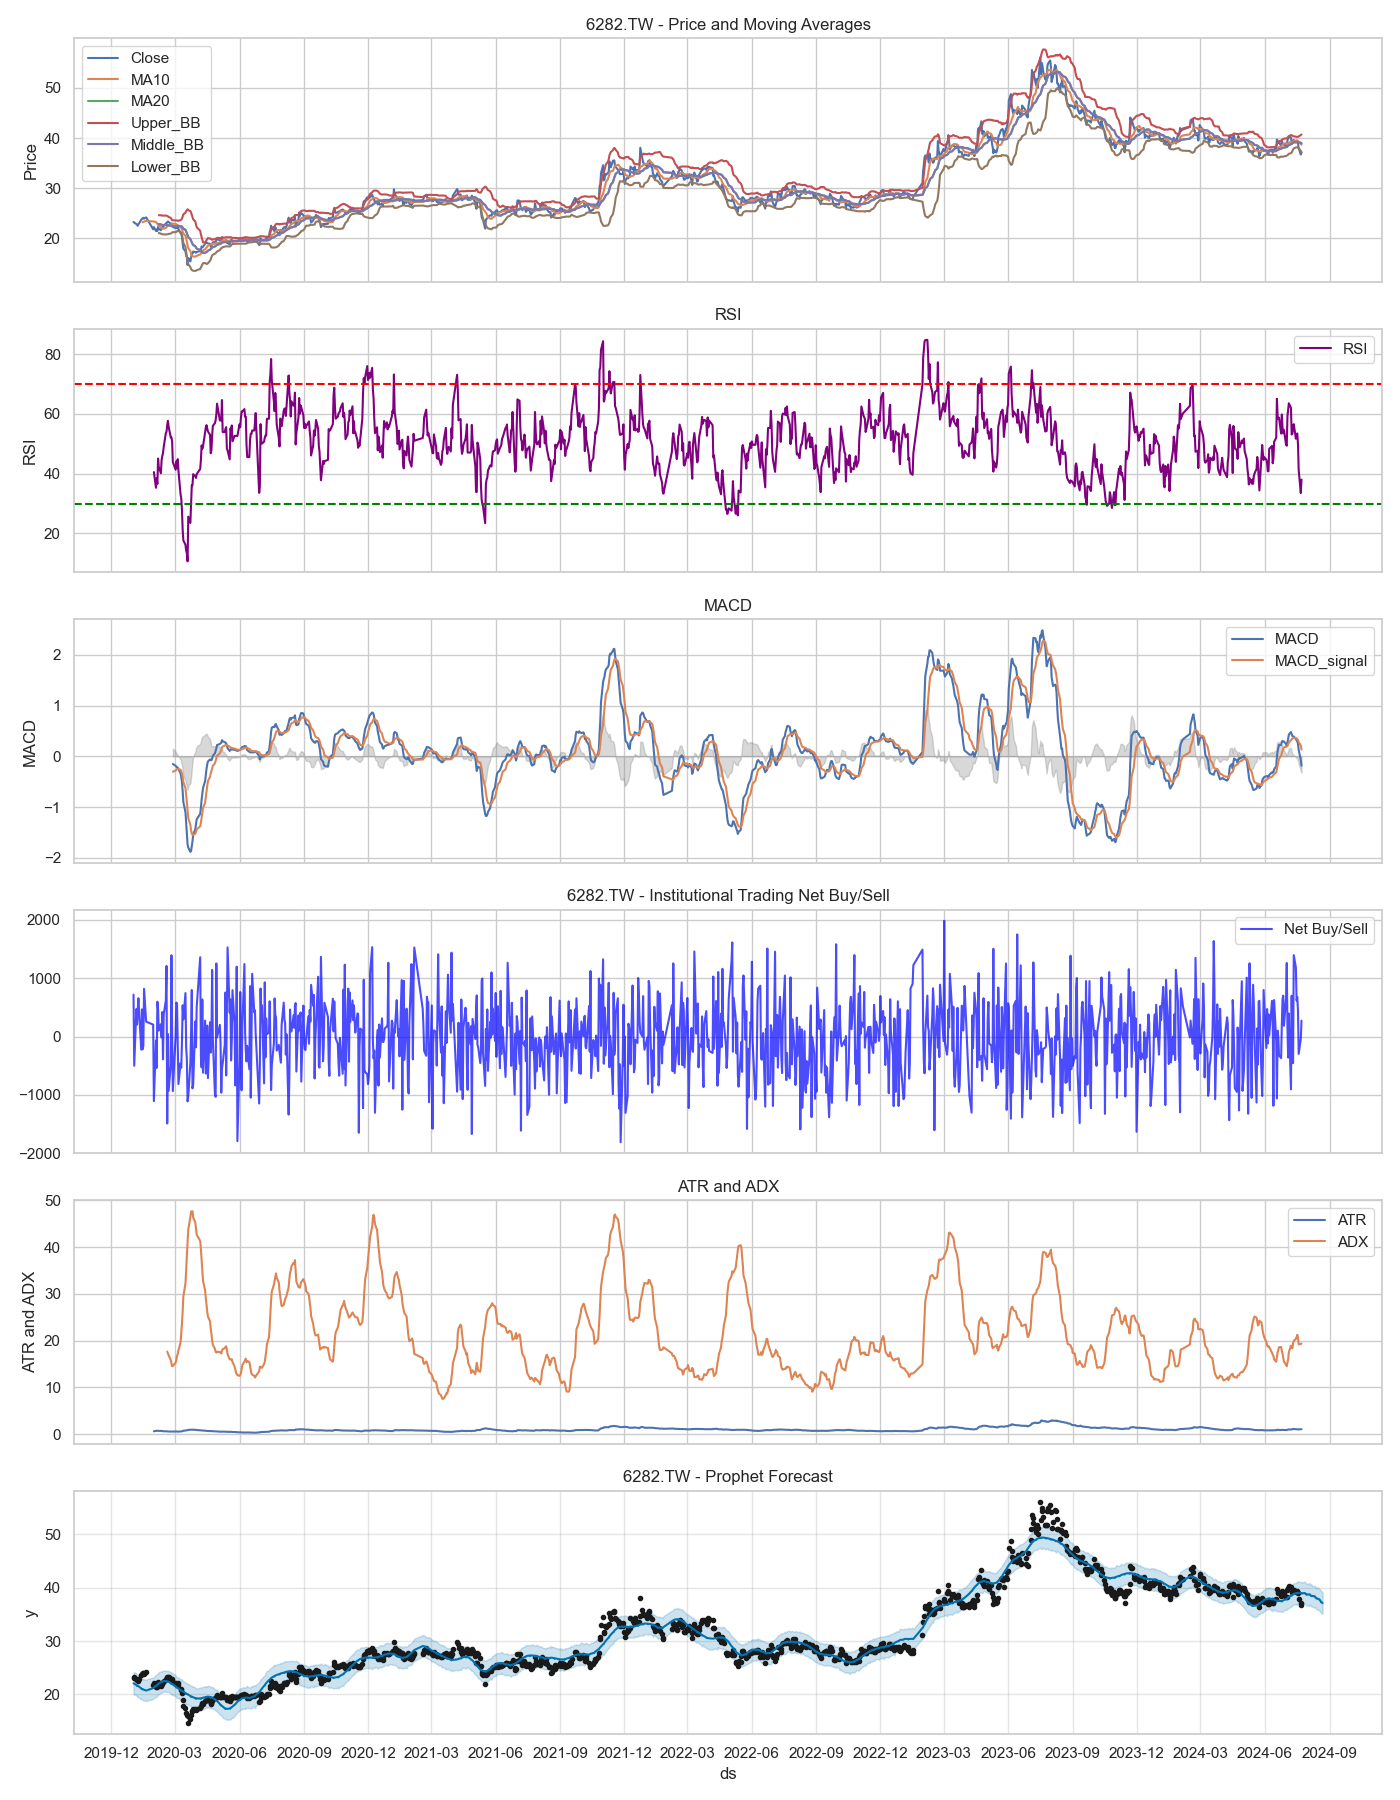 6282.TW - Price and Moving Averages
Close
MA10
MA20
Upper_BB
Middle_BB
Lower_BB
Price
50
40
30
20
RSI
RSI
RSI
80
60
40
20
MACD
MACD
MACD_signal
MACD
2
1
0
−1
−2
6282.TW - Institutional Trading Net Buy/Sell
Net Buy/Sell
2000
1000
0
−1000
−2000
ATR and ADX
ATR
ADX
ATR and ADX
50
40
30
20
10
0
6282.TW - Prophet Forecast
y
50
40
30
20
2019-12 2020-03 2020-06 2020-09 2020-12 2021-03 2021-06 2021-09 2021-12 2022-03 2022-06 2022-09 2022-12 2023-03 2023-06 2023-09 2023-12 2024-03 2024-06 2024-09
ds